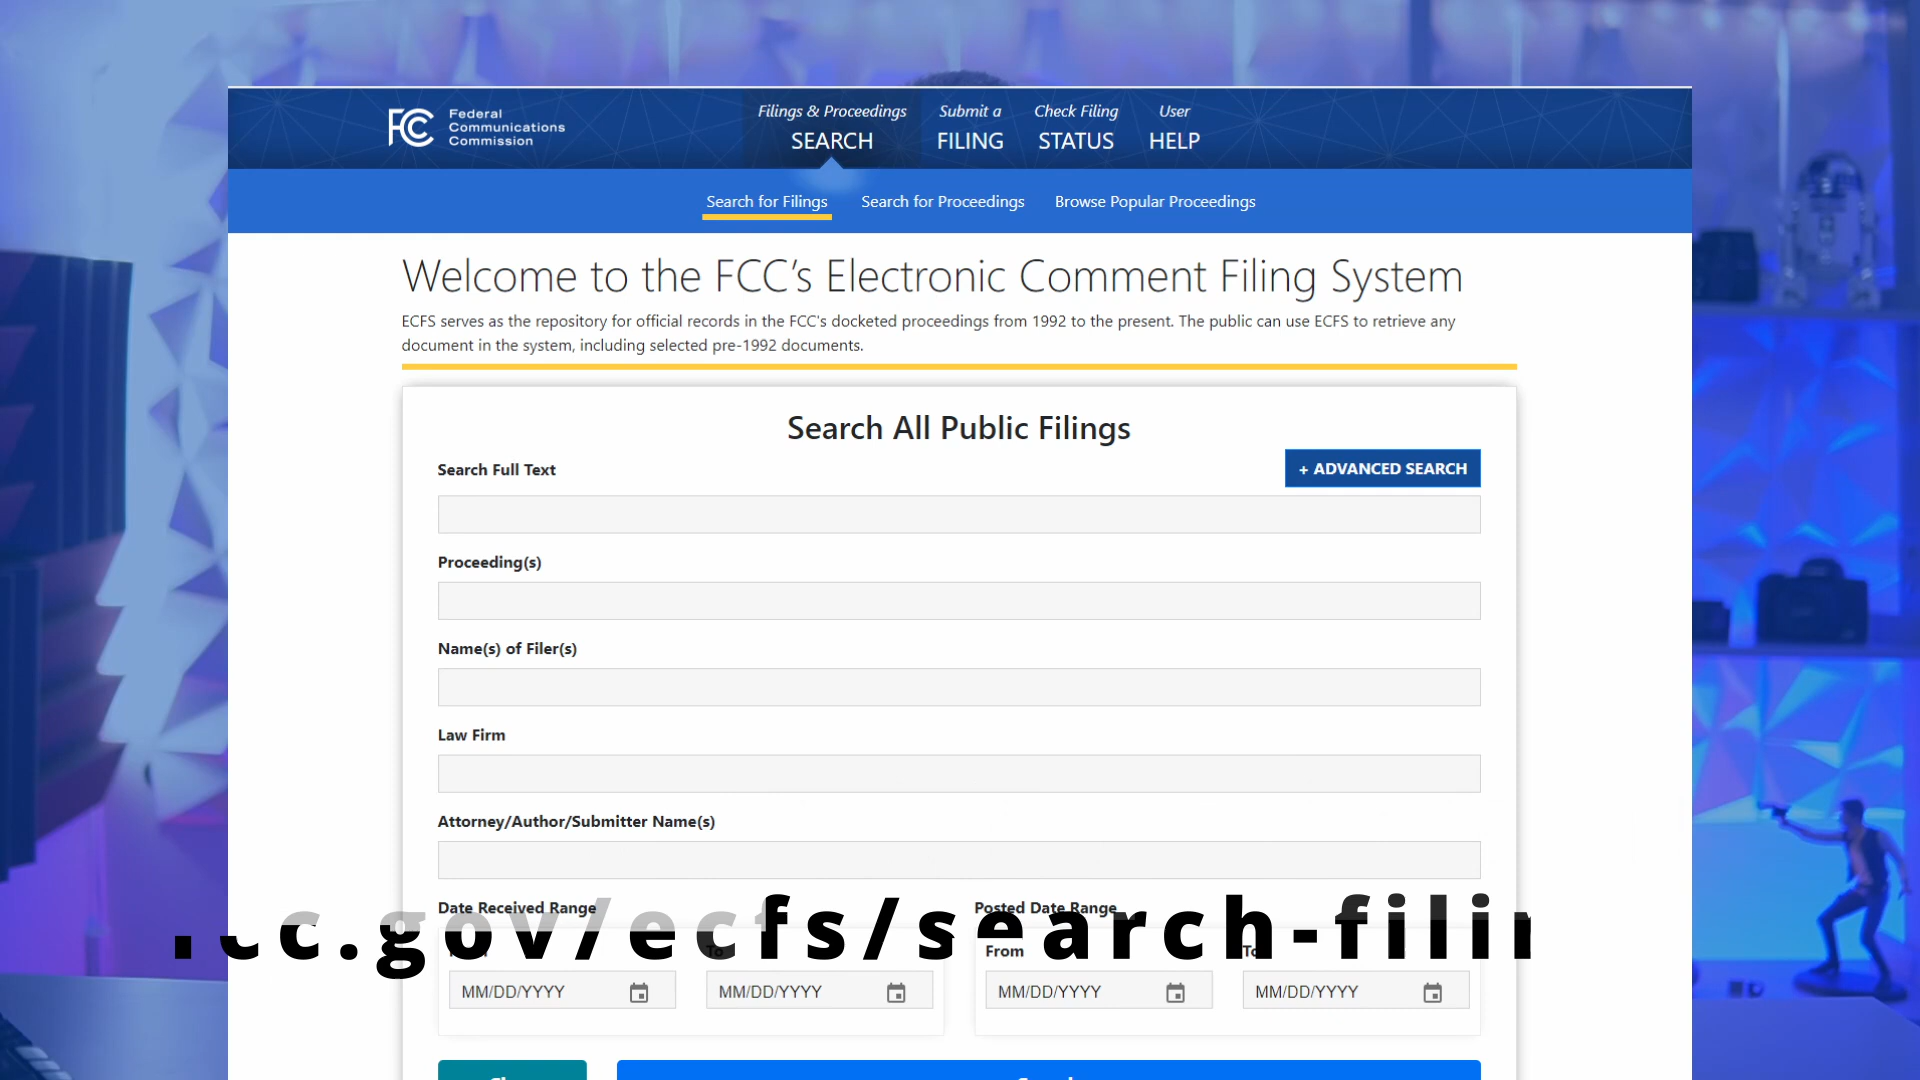 Federal
Communications
Commission
Filings & Proceedings
SEARCH
Submit a
FILING
Check Filing
STATUS
User
HELP
Search for Filings
Search for Proceedings
Browse Popular Proceedings
Welcome to the FCC's Electronic Comment Filing System
ECFS serves as the repository for official records in the FCC's docketed proceedings from 1992 to the present. The public can use ECFS to retrieve any
document in the system, including selected pre-1992 documents.
Search All Public Filings
Search Full Text
+ ADVANCED SEARCH
Proceeding(s)
Name(s) of Filer(s)
Law Firm
Attorney/Author/Submitter Name(s)
Date Received Range
Posted Date Range
cc.gov/ecfs/search-filin
To
From
To
MM/DD/YYYY
MM/DD/YYYY
MM/DD/YYYY
MM/DD/YYYY